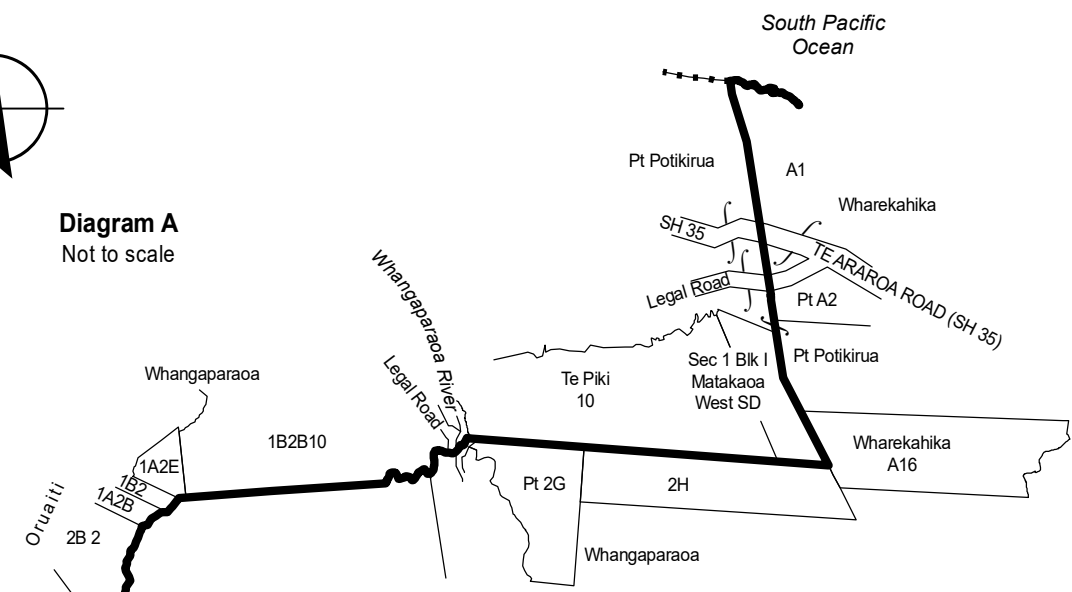 South Pacific
Ocean
Pt Potikirua
A1
Wharekahika
Diagram A
Not to scale
SH 35
TE ARAROA ROAD (SH 35)
Whangaparaoa River
Legal Road
Pt A2
Legal Road
Whangaparaoa
Te Piki
10
Sec 1 Blk I
Matakaoa
West SD
Pt Potikirua
1B2B10
Wharekahika
A16
1A2E
1B2
1A2B
Pt 2G
2H
Oruaiti
2B 2
Whangaparaoa